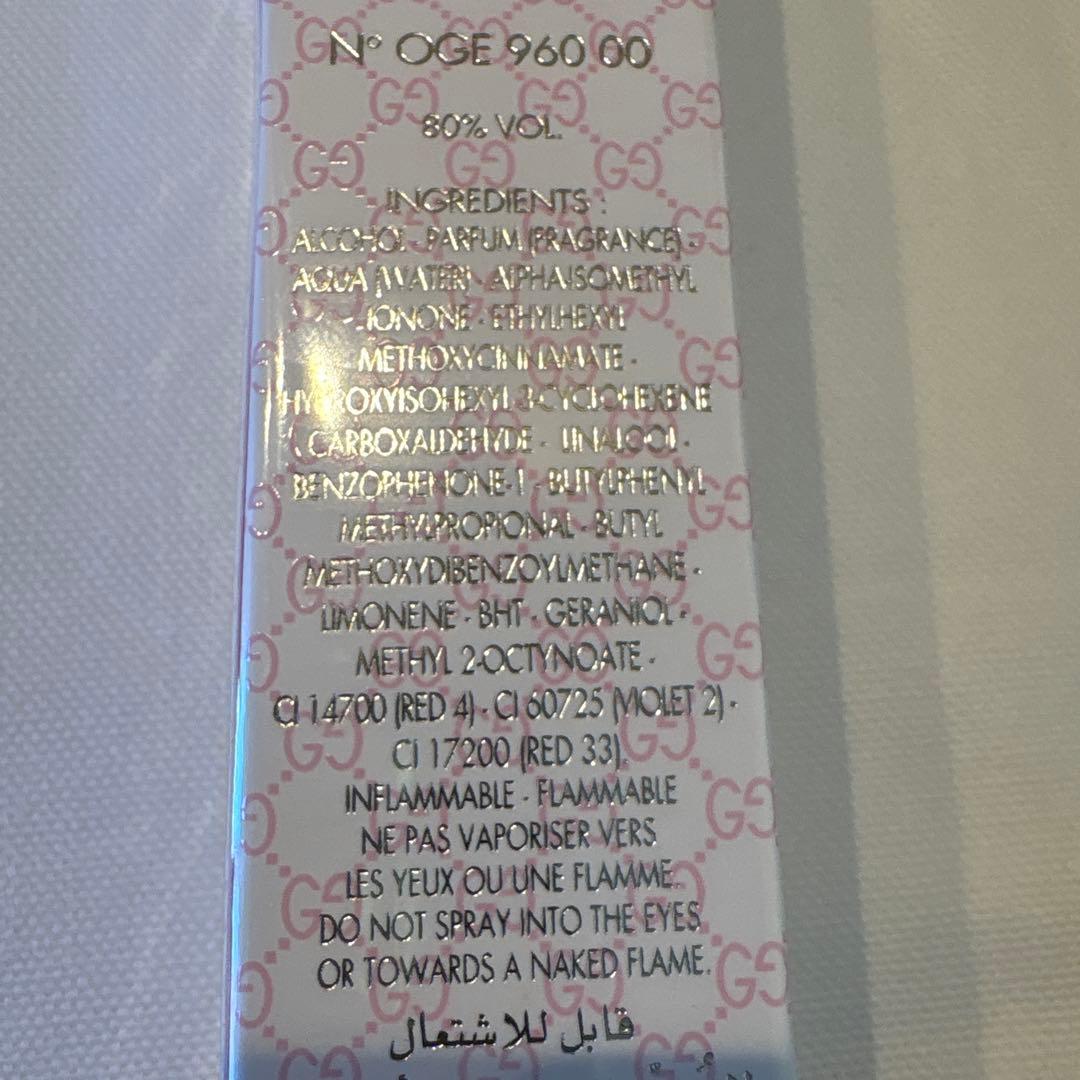 N° OGE 960 00
80% VOL.
INGREDIENTS :
ALCOHOL - PARFUM (FRAGRANCE) -
AQUA (WATER) - ALPHA-ISOMETHYL
IONONE - ETHYLHEXYL
METHOXYCINNAMATE -
HYDROXYISOHEXYL 3-CYCLOHEXENE
CARBOXALDEHYDE - LINALOOL -
BENZOPHENONE-1 - BUTYLPHENYL
METHYLPROPIONAL - BUTYL
METHOXYDIBENZOYLMETHANE -
LIMONENE - BHT - GERANIOL -
METHYL 2-OCTYNOATE -
CI 14700 (RED 4) - CI 60725 (VIOLET 2) -
CI 17200 (RED 33).
INFLAMMABLE - FLAMMABLE
NE PAS VAPORISER VERS
LES YEUX OU UNE FLAMME.
DO NOT SPRAY INTO THE EYES
OR TOWARDS A NAKED FLAME.
قابل للاشتعال